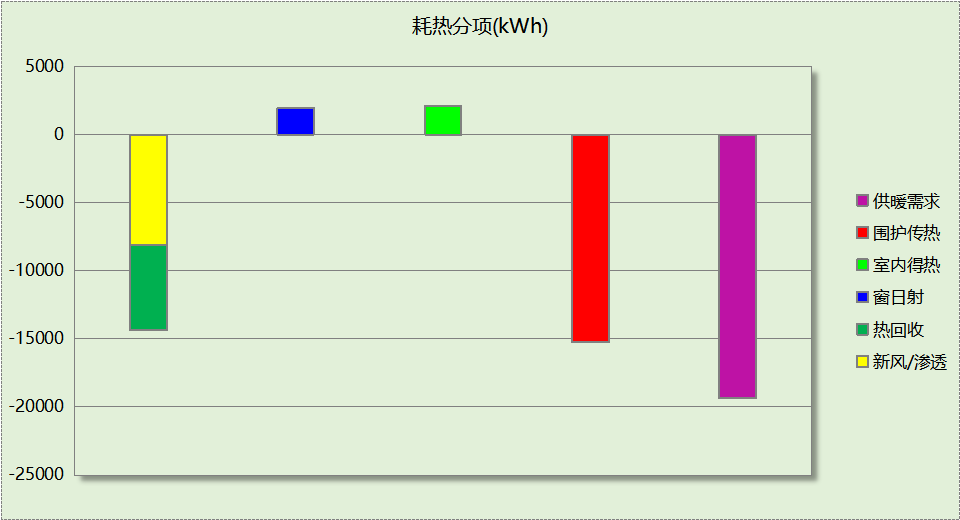 耗热分项(kWh)
5000
0
-5000
-10000
-15000
-20000
-25000
供暖需求
围护传热
室内得热
窗日射
热回收
新风/渗透